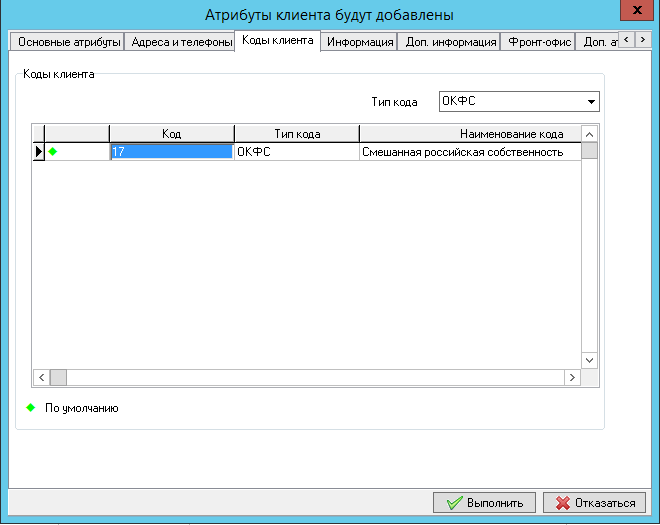 Атрибуты клиента будут добавлены
x
Основные атрибуты Адреса и телефоны Коды клиента Информация Доп. информация Фронт-офис Доп. ат
Коды клиента
Тип кода ОКФС
Код Тип кода Наименование кода
17 ОКФС Смешанная российская собственность
По умолчанию
Выполнить Отказаться